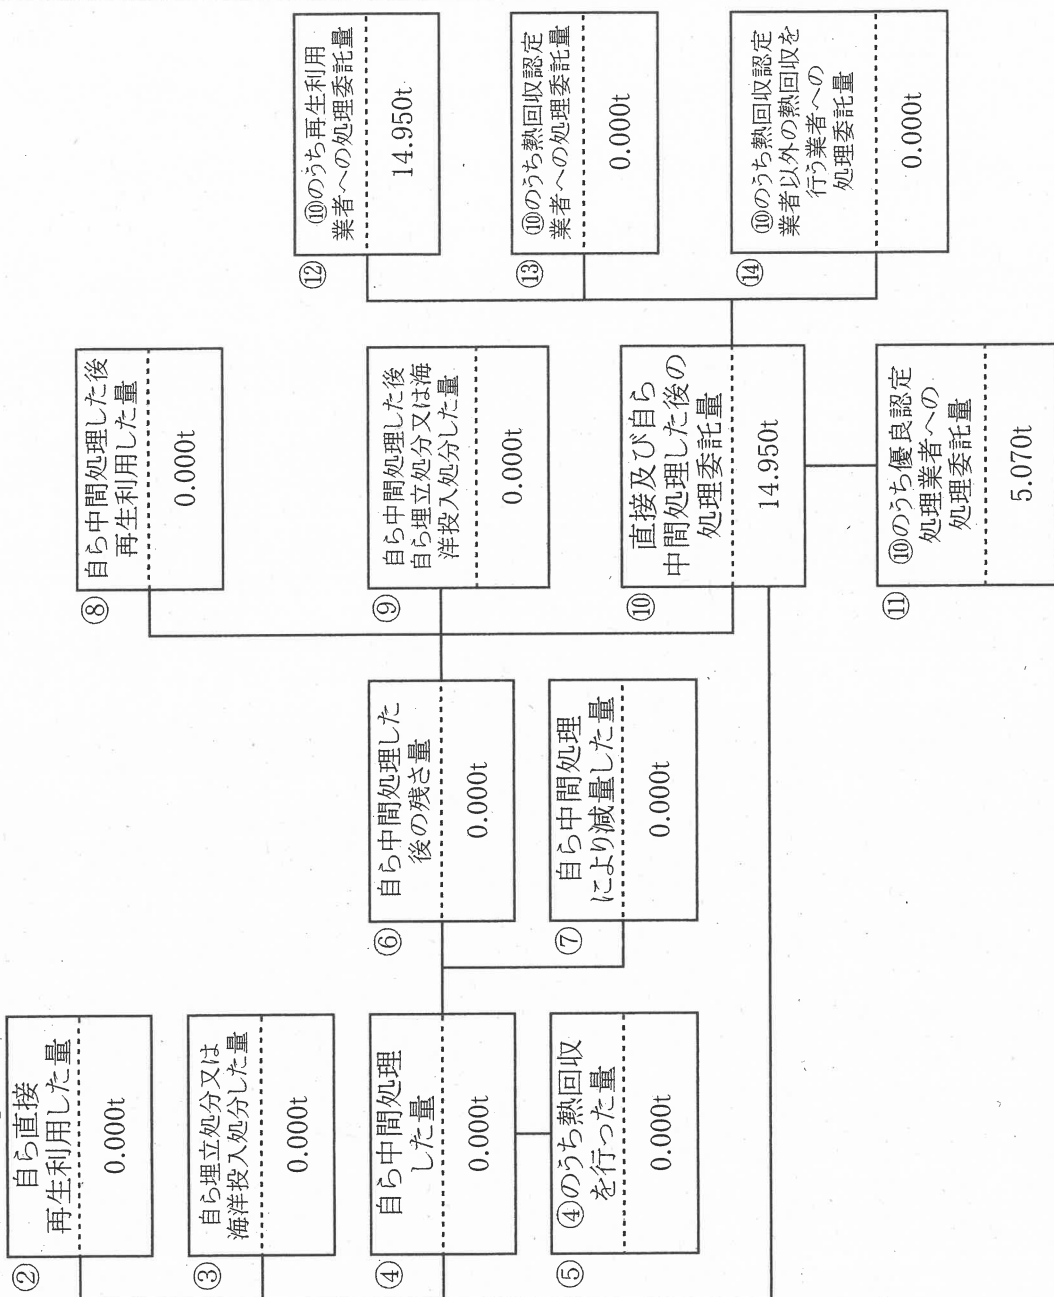 ②
自ら直接
再生利用した量
0.000t
③
自ら埋立処分又は
海洋投入処分した量
0.000t
④
自ら中間処理
した量
0.000t
⑤
④のうち熱回収
を行った量
0.000t
⑥
自ら中間処理した
後の残さ量
0.000t
⑦
自ら中間処理
により減量した量
0.000t
⑧
自ら中間処理した後
再生利用した量
0.000t
⑨
自ら中間処理した後
自ら埋立処分又は海
洋投入処分した量
0.000t
⑩
直接及び自ら
中間処理した後の
処理委託量
14.950t
⑪
⑩のうち優良認定
処理業者への
処理委託量
5.070t
⑫
⑩のうち再生利用
業者への処理委託量
14.950t
⑬
⑩のうち熱回収認定
業者への処理委託量
0.000t
⑭
⑩のうち熱回収認定
業者以外の熱回収を
行う業者への
処理委託量
0.000t